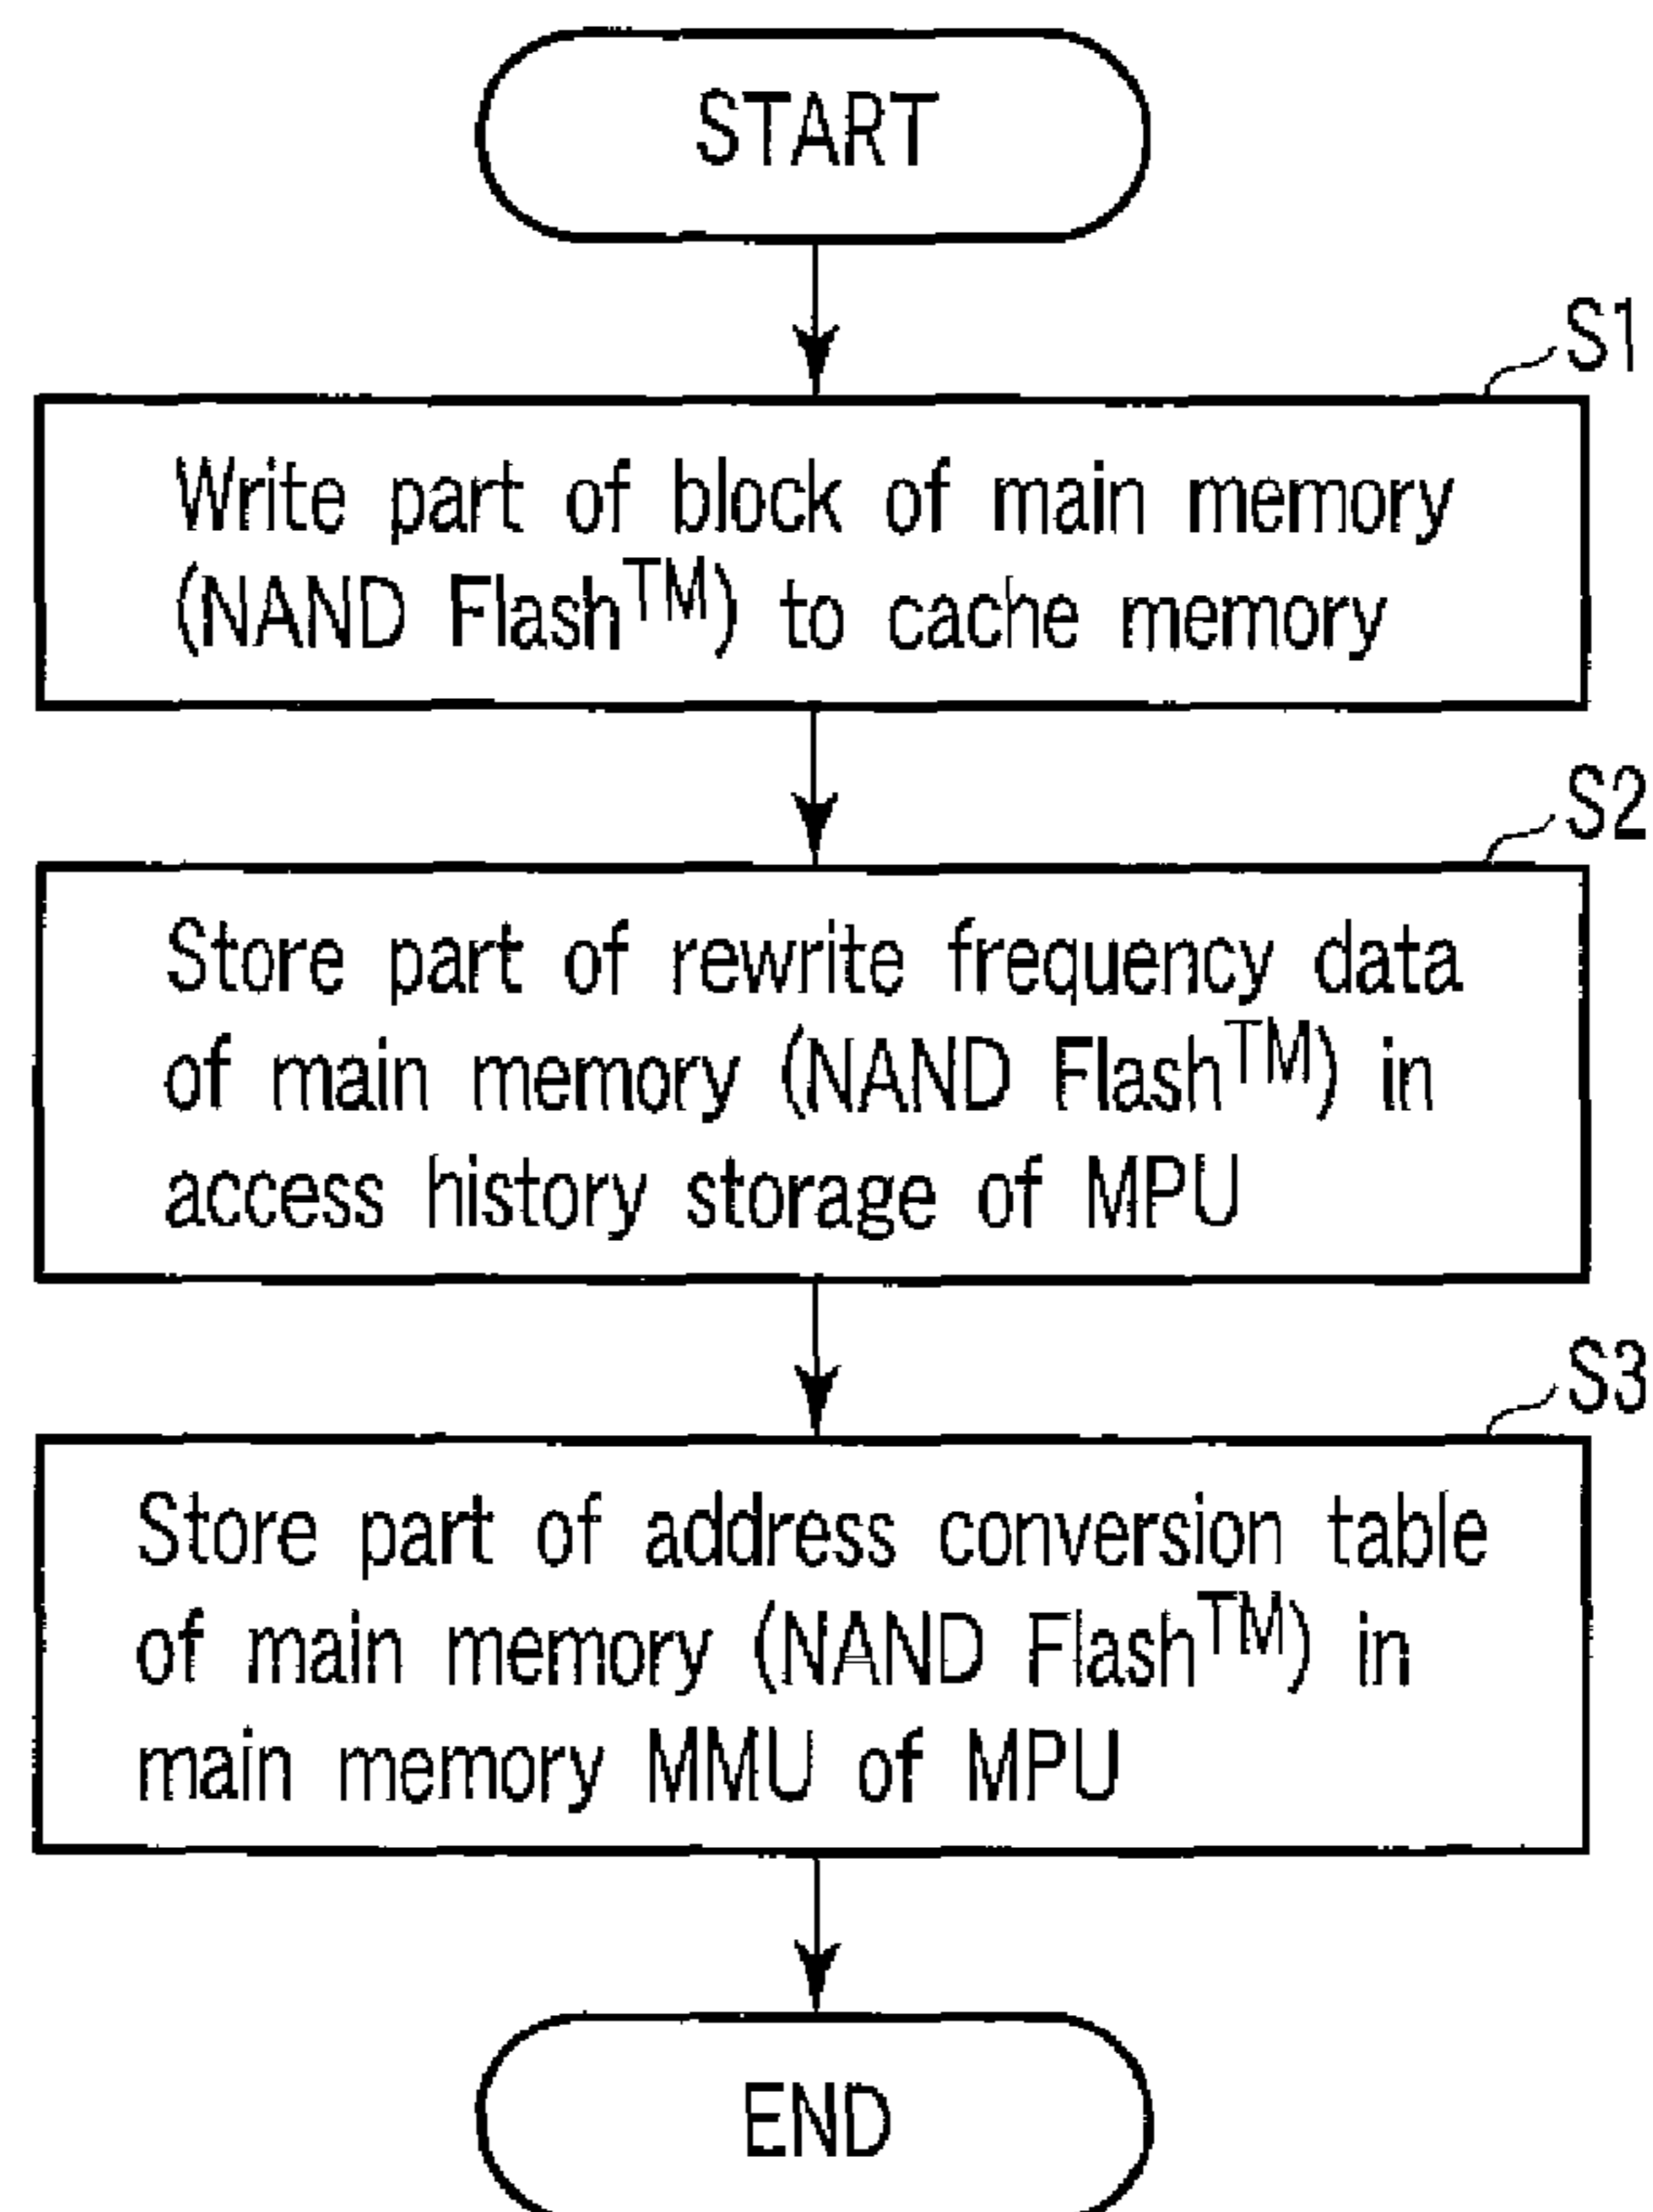 START
S1
Write part of block of main memory
(NAND Flash™) to cache memory
S2
Store part of rewrite frequency data
of main memory (NAND Flash™) in
access history storage of MPU
S3
Store part of address conversion table
of main memory (NAND Flash™) in
main memory MMU of MPU
END